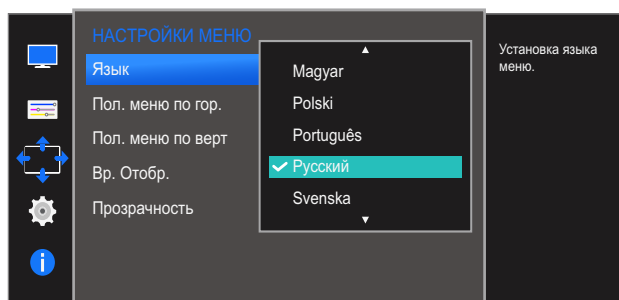 НАСТРОЙКИ МЕНЮ
Язык
Пол. меню по гор.
Пол. меню по верт
Вр. Отобр.
Прозрачность
Magyar
Polski
Português
Русский
Svenska
Установка языка
меню.